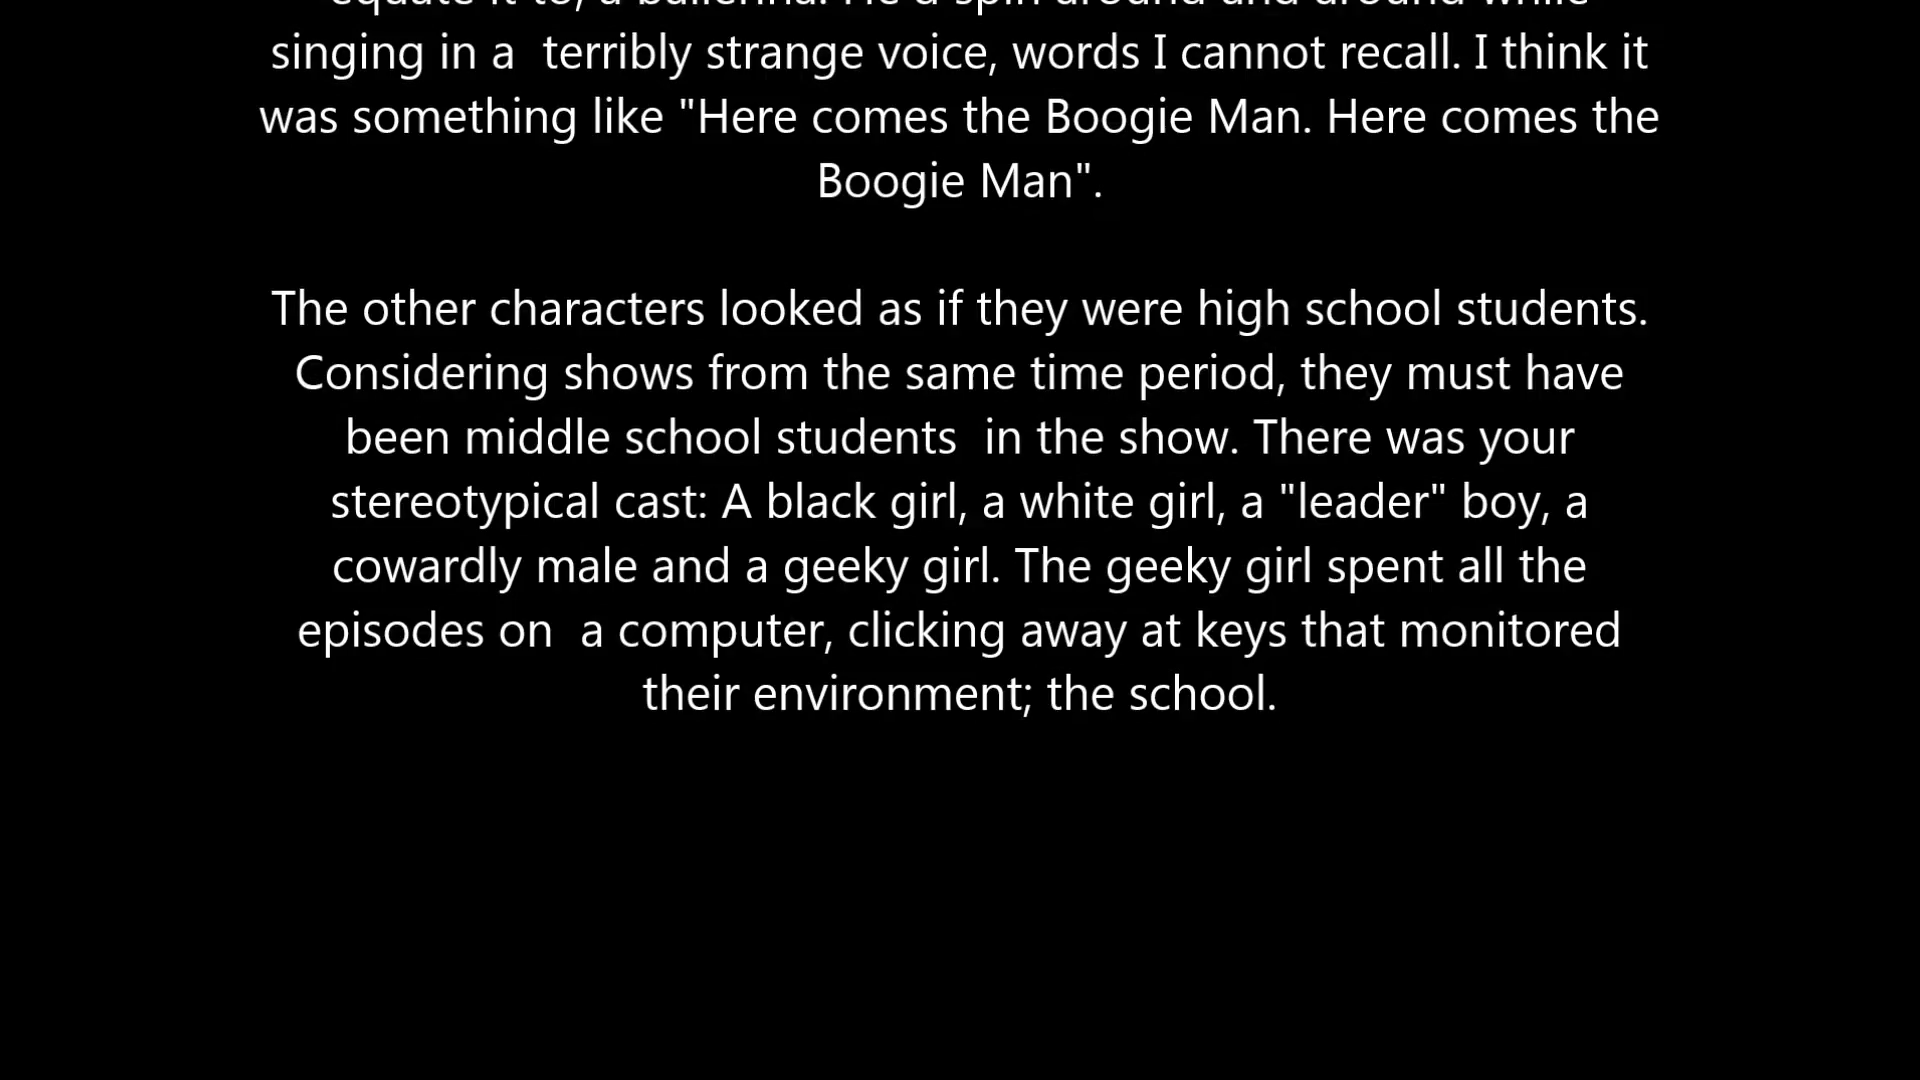 equate it to, a ballerina. He'd spin around and around while
singing in a  terribly strange voice, words I cannot recall. I think it
was something like "Here comes the Boogie Man. Here comes the
Boogie Man".
The other characters looked as if they were high school students.
Considering shows from the same time period, they must have
been middle school students  in the show. There was your
stereotypical cast: A black girl, a white girl, a "leader" boy, a
cowardly male and a geeky girl. The geeky girl spent all the
episodes on  a computer, clicking away at keys that monitored
their environment; the school.